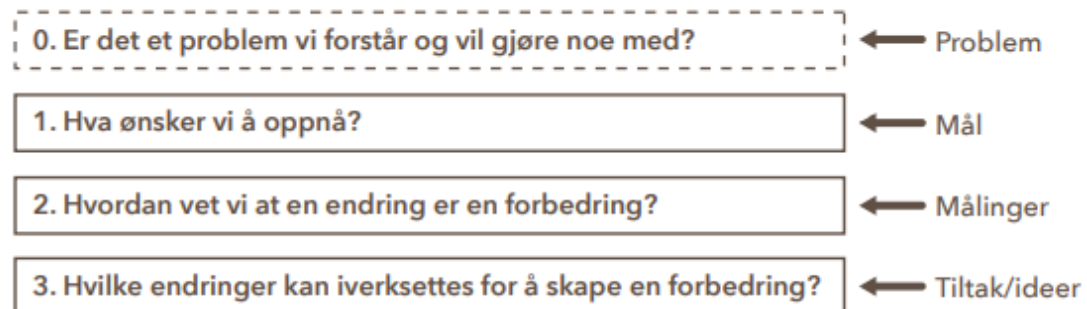 0. Er det et problem vi forstår og vil gjøre noe med? Problem
1. Hva ønsker vi å oppnå? Mål
2. Hvordan vet vi at en endring er en forbedring? Målinger
3. Hvilke endringer kan iverksettes for å skape en forbedring? Tiltak/ideer